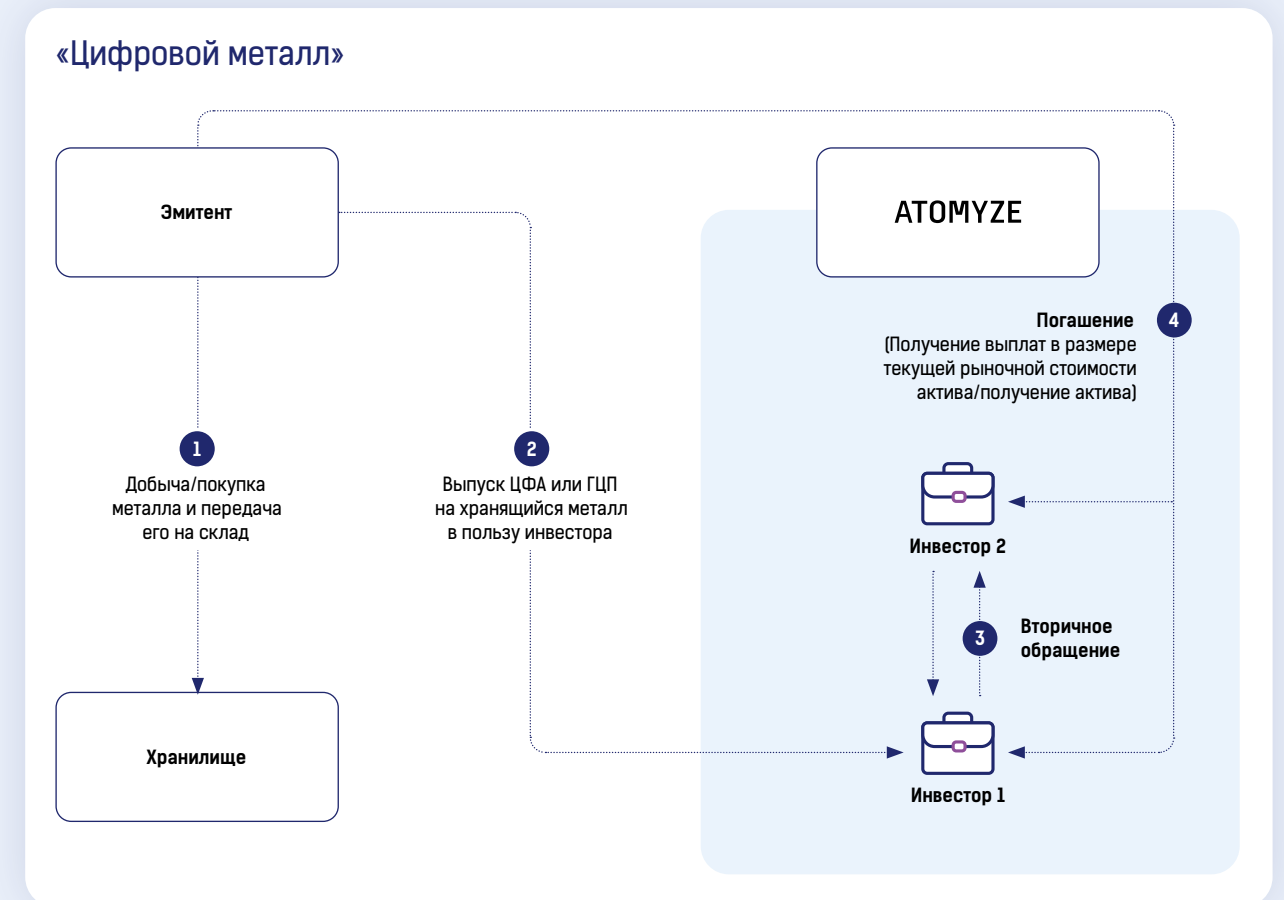 «Цифровой металл»
Эмитент
ATOMYZE
4
Погашение
(Получение выплат в размере
текущей рыночной стоимости
актива/получение актива)
1
Добыча/покупка
металла и передача
его на склад
2
Выпуск ЦФА или ГЦП
на хранящийся металл
в пользу инвестора
Инвестор 2
3
Вторичное
обращение
Хранилище
Инвестор 1